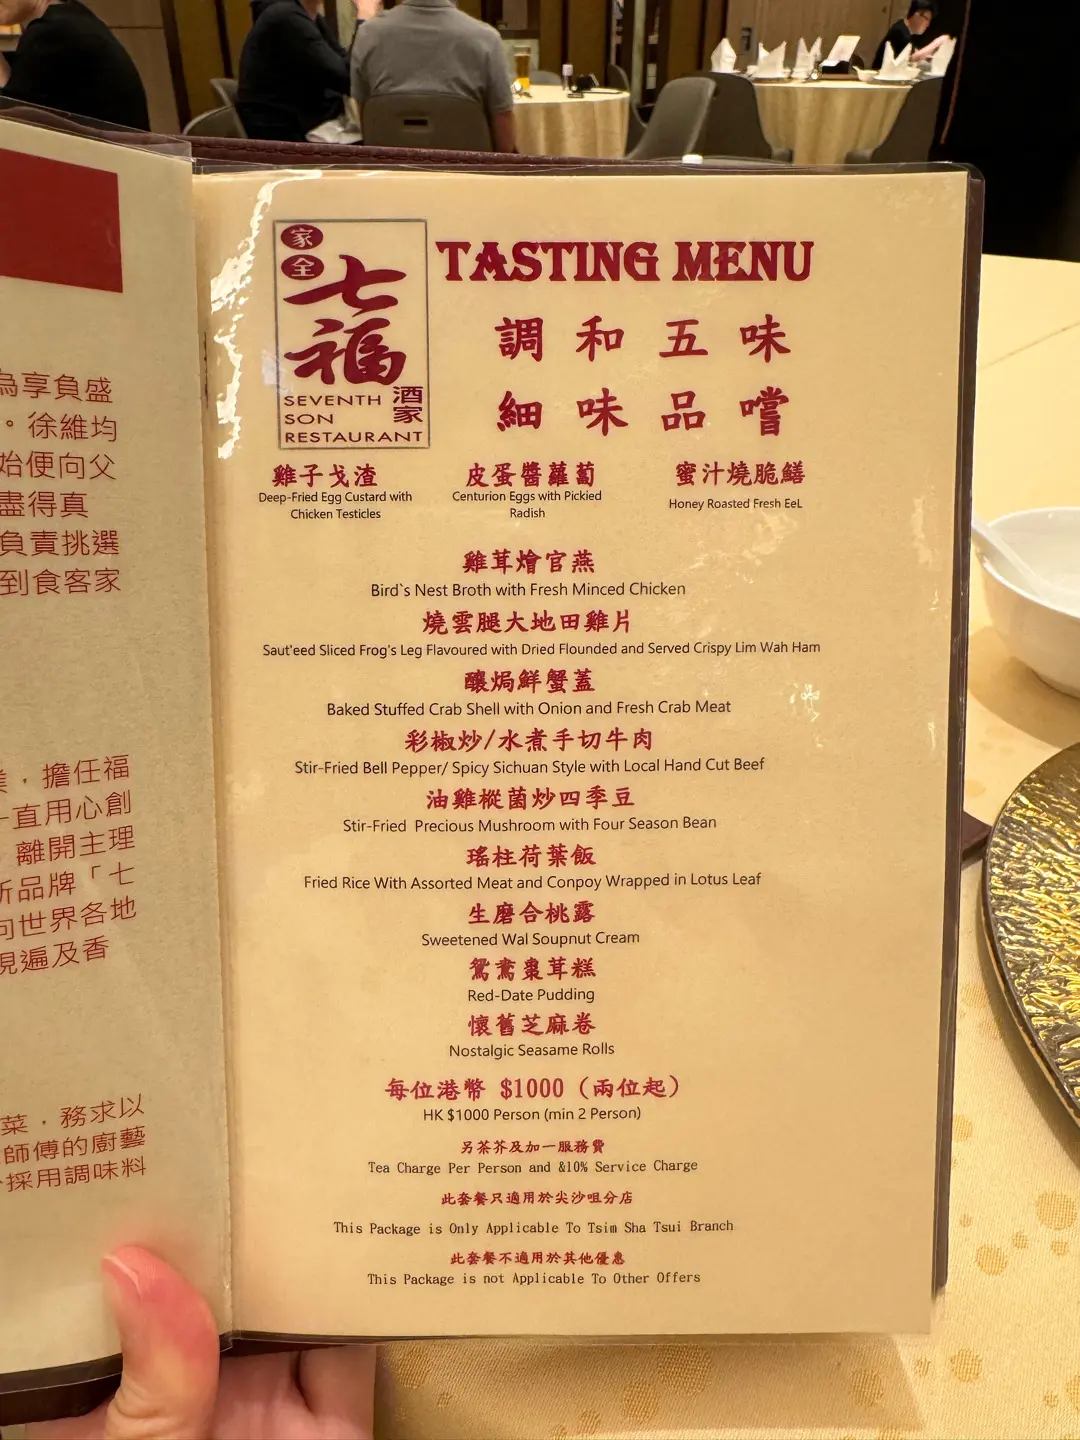 為享負盛
。徐維均
始便向父
盡得真
負責挑選
到食客家
業，擔任福
一直用心創
離開主理
新品牌「七
向世界各地
現遍及香
菜，務求以
師傅的廚藝
採用調味料
家全
七福
酒家
SEVENTH
SON
RESTAURANT
TASTING MENU
調和五味
細味品嚐
雞子戈渣
Deep-Fried Egg Custard with
Chicken Testicles
皮蛋醬蘿蔔
Centurion Eggs with Pickied
Radish
蜜汁燒脆鱔
Honey Roasted Fresh EeL
雞茸燴官燕
Bird`s Nest Broth with Fresh Minced Chicken
燒雲腿大地田雞片
Saut'eed Sliced Frog's Leg Flavoured with Dried Flounded and Served Crispy Lim Wah Ham
釀焗鮮蟹蓋
Baked Stuffed Crab Shell with Onion and Fresh Crab Meat
彩椒炒/水煮手切牛肉
Stir-Fried Bell Pepper/ Spicy Sichuan Style with Local Hand Cut Beef
油雞樅菌炒四季豆
Stir-Fried Precious Mushroom with Four Season Bean
瑤柱荷葉飯
Fried Rice With Assorted Meat and Conpoy Wrapped in Lotus Leaf
生磨合桃露
Sweetened Wal Soupnut Cream
鴛鴦棗茸糕
Red-Date Pudding
懷舊芝麻卷
Nostalgic Seasame Rolls
每位港幣 $1000 (兩位起)
HK $1000 Person (min 2 Person)
另茶芥及加一服務費
Tea Charge Per Person and &10% Service Charge
此套餐只適用於尖沙咀分店
This Package is Only Applicable To Tsim Sha Tsui Branch
此套餐不適用於其他優惠
This Package is not Applicable To Other Offers